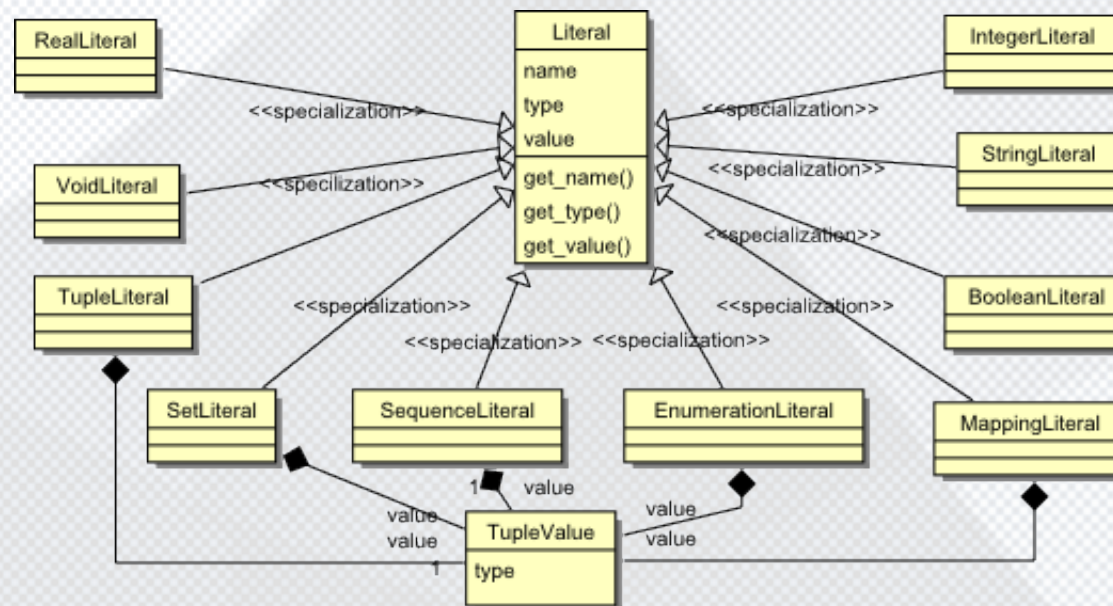 RealLiteral
Literal
name
type
value
get_name()
get_type()
get_value()
IntegerLiteral
<<specialization>>
<<specialization>>
StringLiteral
VoidLiteral
<<specilization>>
<<specialization>>
<<specialization>>
TupleLiteral
BooleanLiteral
<<specialization>>
<<specialization>>
<<specialization>>
SetLiteral
SequenceLiteral
EnumerationLiteral
MappingLiteral
1
value
value
value
value
value
1
TupleValue
type